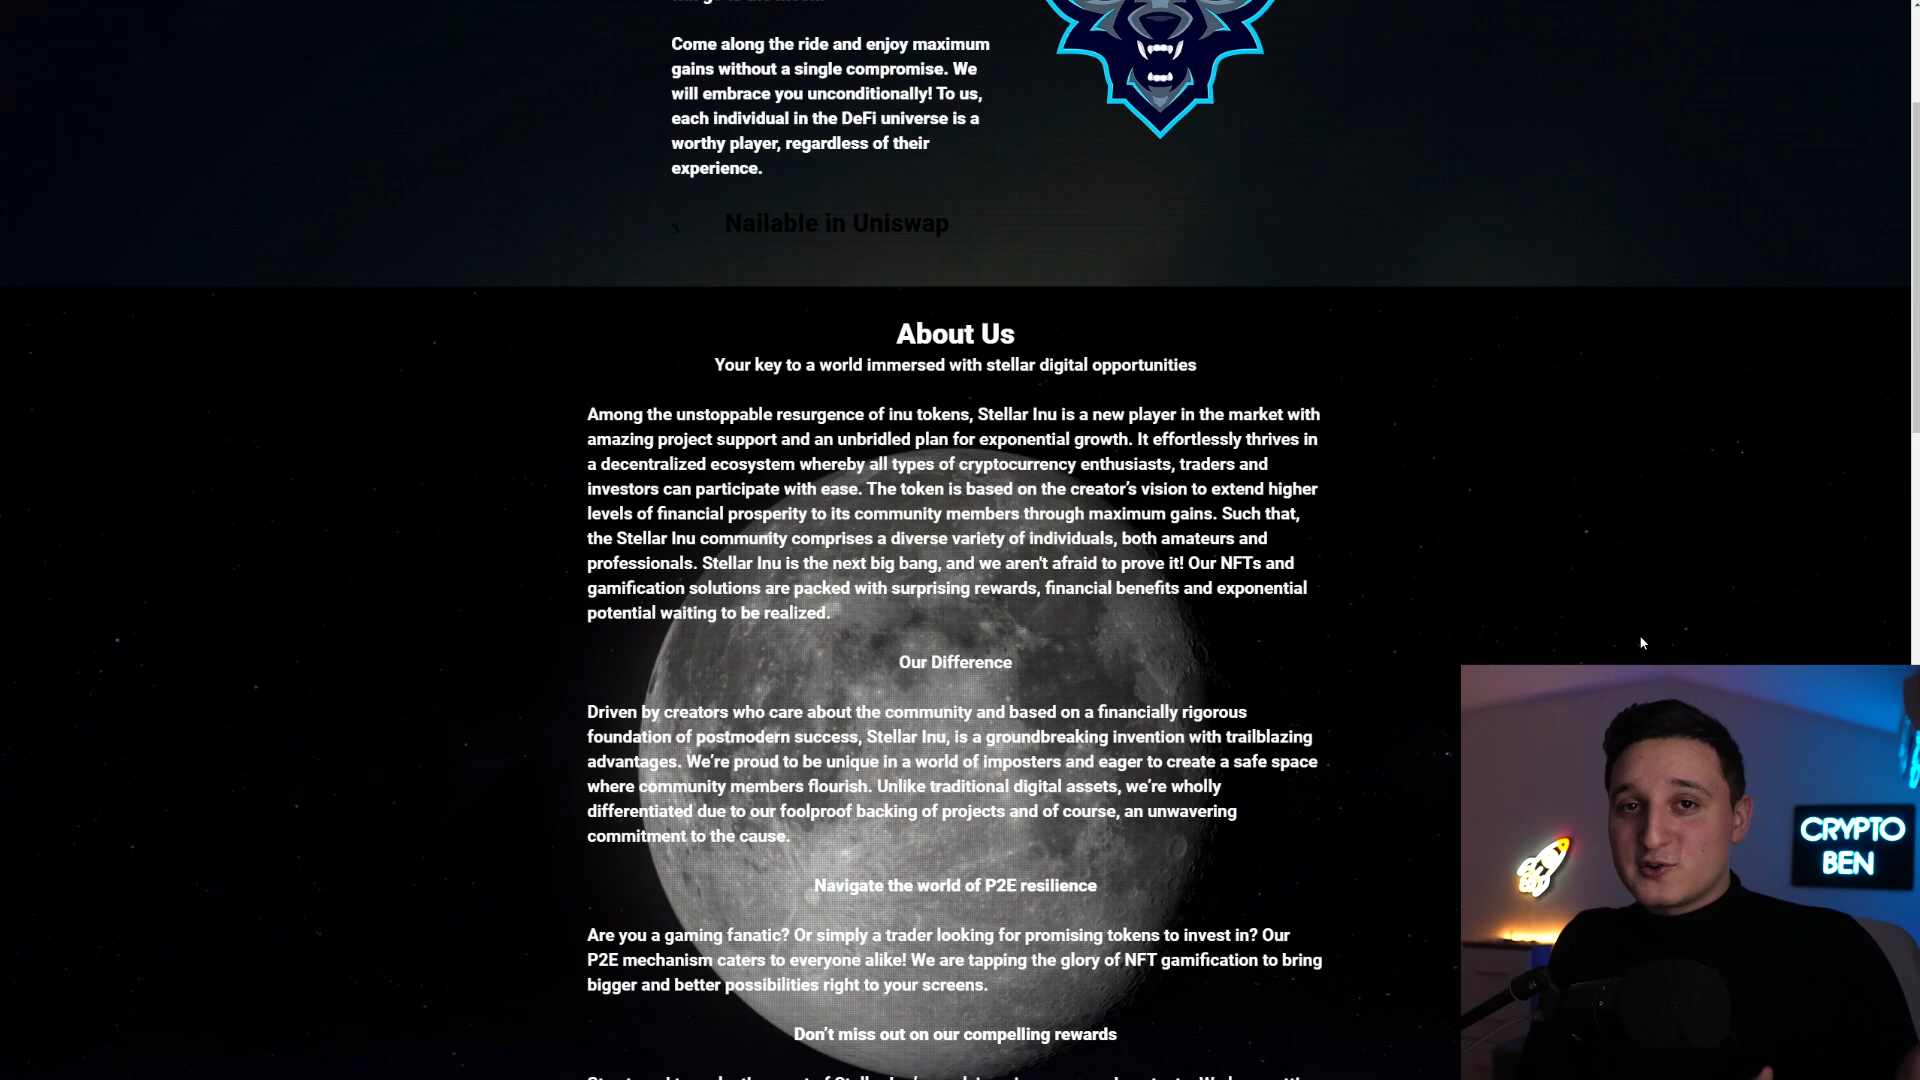 Come along the ride and enjoy maximum
gains without a single compromise. We
will embrace you unconditionally! To us,
each individual in the DeFi universe is a
worthy player, regardless of their
experience.
3 Nailable in Uniswap
About Us
Your key to a world immersed with stellar digital opportunities
Among the unstoppable resurgence of inu tokens, Stellar Inu is a new player in the market with
amazing project support and an unbridled plan for exponential growth. It effortlessly thrives in
a decentralized ecosystem whereby all types of cryptocurrency enthusiasts, traders and
investors can participate with ease. The token is based on the creator’s vision to extend higher
levels of financial prosperity to its community members through maximum gains. Such that,
the Stellar Inu community comprises a diverse variety of individuals, both amateurs and
professionals. Stellar Inu is the next big bang, and we aren't afraid to prove it! Our NFTs and
gamification solutions are packed with surprising rewards, financial benefits and exponential
potential waiting to be realized.
Our Difference
Driven by creators who care about the community and based on a financially rigorous
foundation of postmodern success, Stellar Inu, is a groundbreaking invention with trailblazing
advantages. We’re proud to be unique in a world of imposters and eager to create a safe space
where community members flourish. Unlike traditional digital assets, we’re wholly
differentiated due to our foolproof backing of projects and of course, an unwavering
commitment to the cause.
Navigate the world of P2E resilience
Are you a gaming fanatic? Or simply a trader looking for promising tokens to invest in? Our
P2E mechanism caters to everyone alike! We are tapping the glory of NFT gamification to bring
bigger and better possibilities right to your screens.
Don’t miss out on our compelling rewards
CRYPTO
BEN